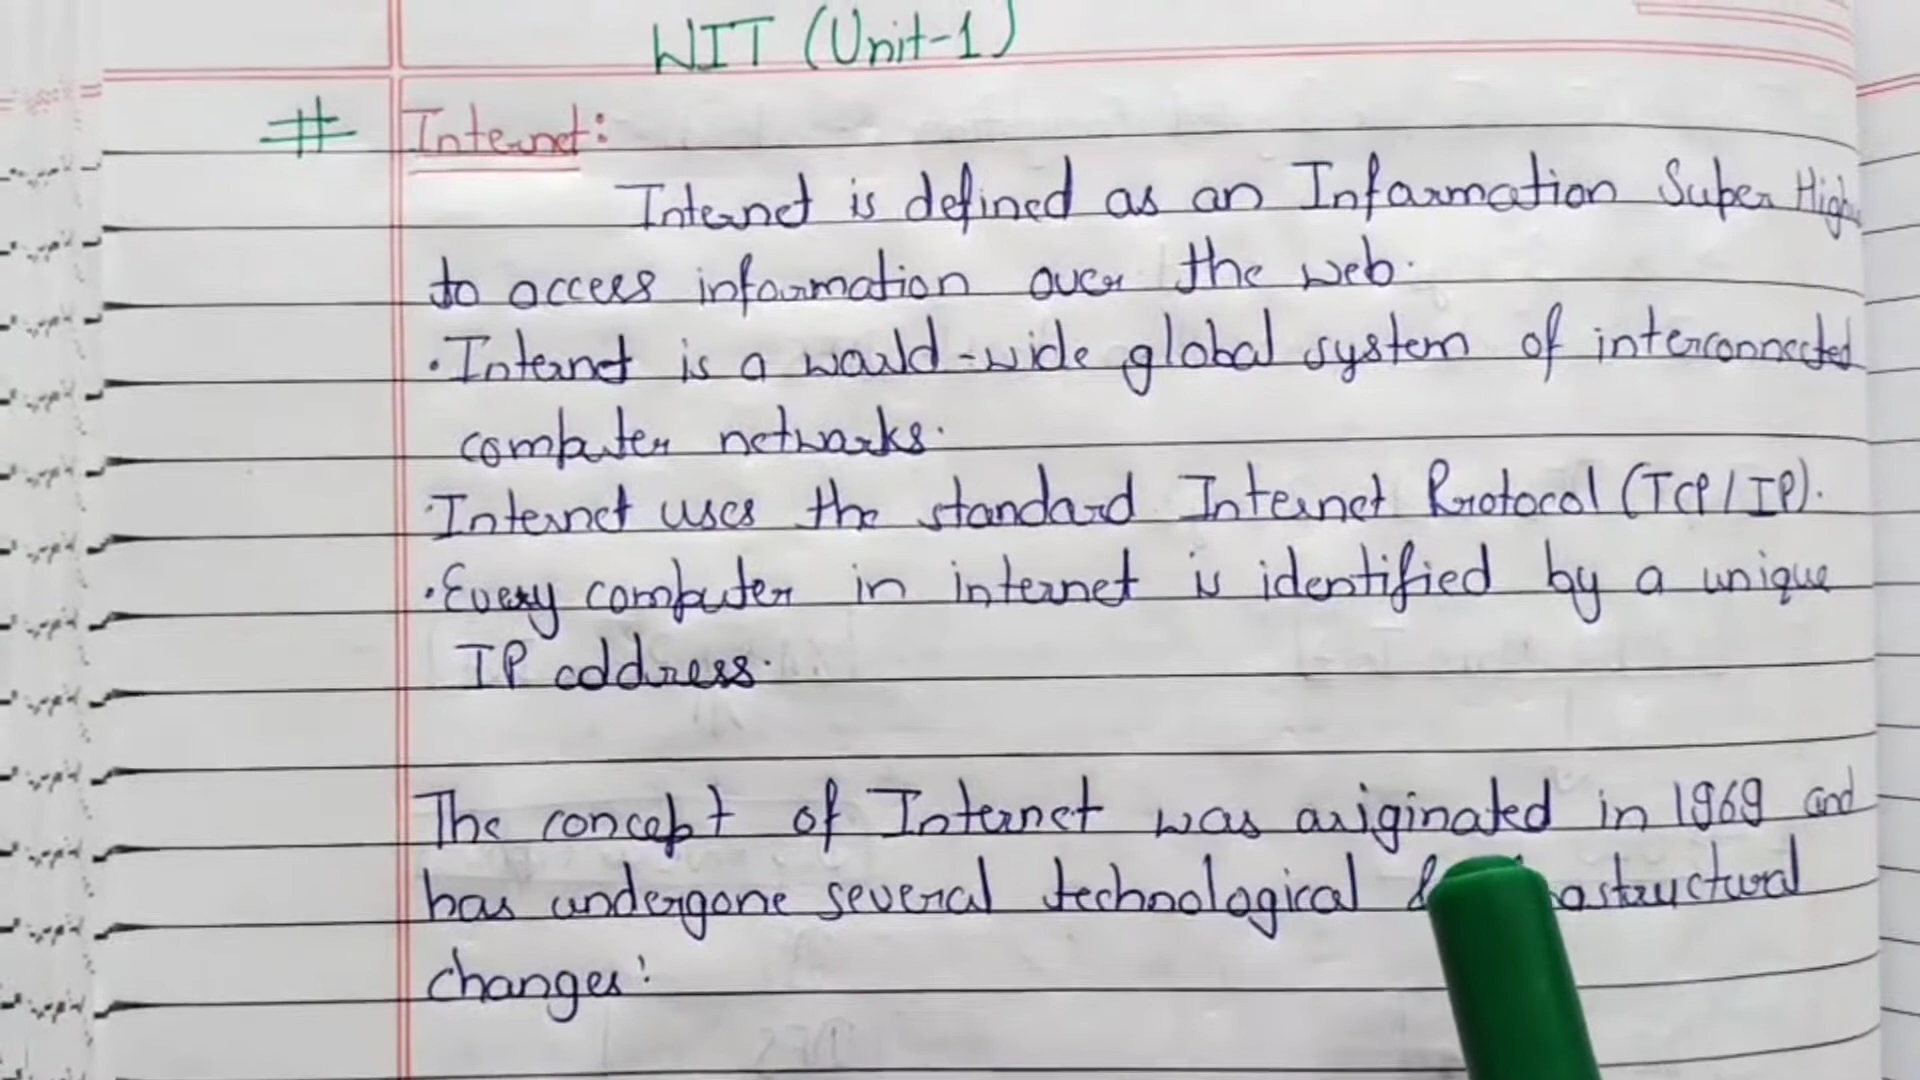 WIT (Unit-1)
# Internet:
Internet is defined as an Information Super High
to access information over the web.
·Internet is a world-wide global system of interconnected
computer networks.
·Internet uses the standard Internet Protocol (TCP/IP).
·Every computer in internet is identified by a unique
IP address.
The concept of Internet was originated in 1969 and
has undergone several technological &
changes: